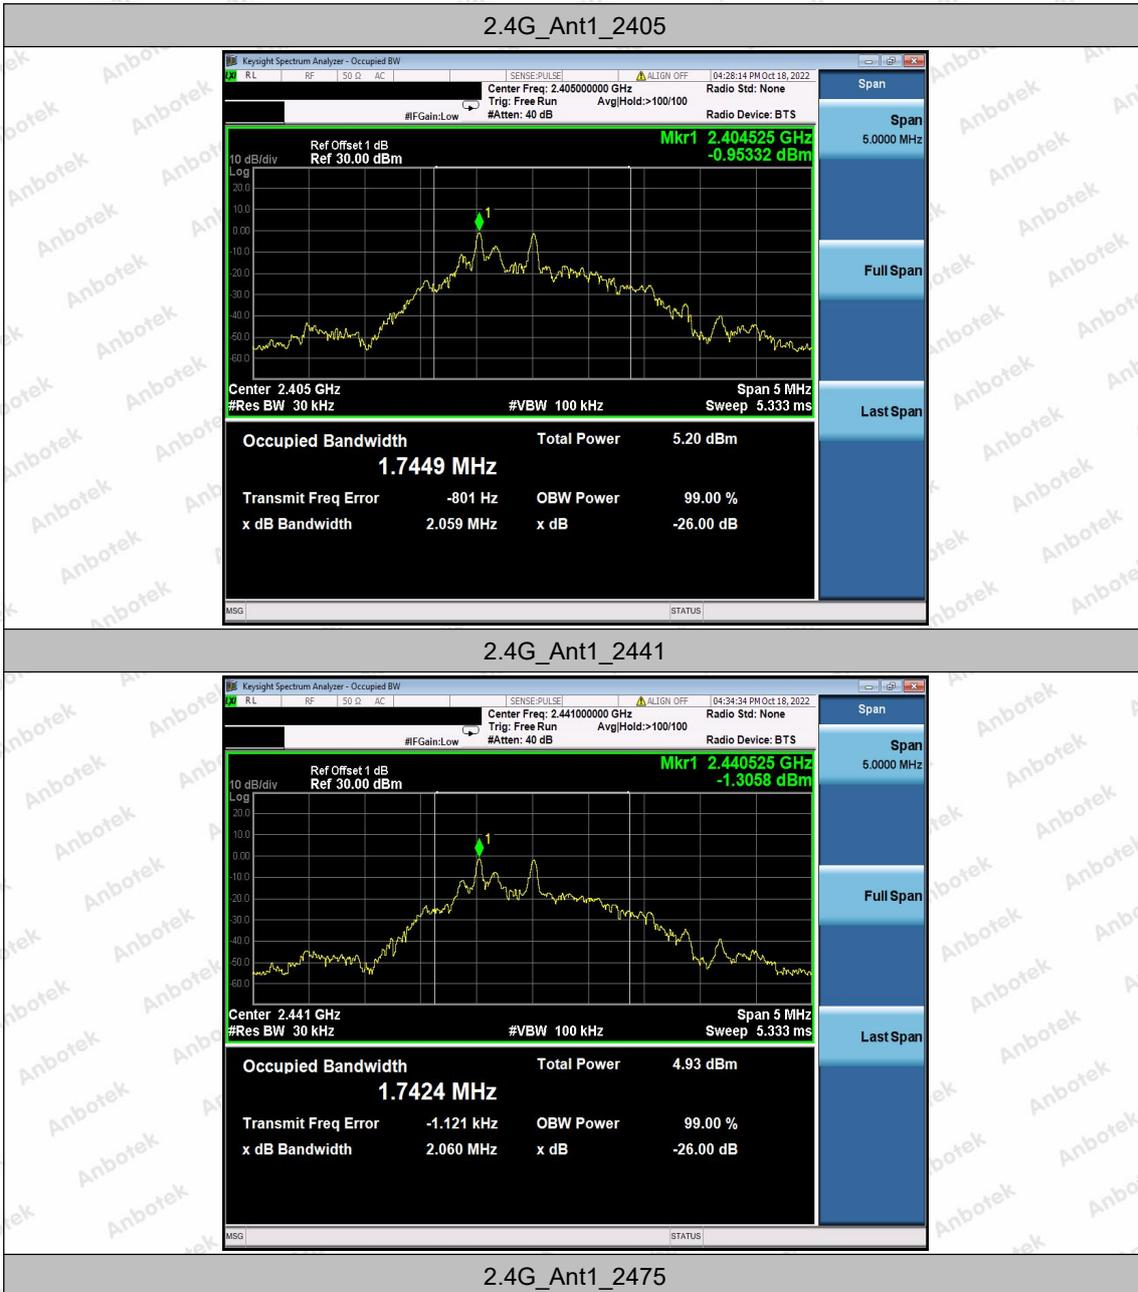 2.4G_Ant1_2405
Keysight Spectrum Analyzer - Occupied BW
LXI RL RF 50 Ω AC SENSE:PULSE ALIGN OFF 04:28:14 PM Oct 18, 2022
Center Freq: 2.405000000 GHz Radio Std: None
Trig: Free Run Avg|Hold:>100/100
#IFGain:Low #Atten: 40 dB Radio Device: BTS
Span
Span
5.0000 MHz
Full Span
Last Span
Mkr1 2.404525 GHz
-0.95332 dBm
Ref Offset 1 dB
10 dB/div Ref 30.00 dBm
Log
20.0
10.0
0.00
-10.0
-20.0
-30.0
-40.0
-50.0
-60.0
1
Center 2.405 GHz Span 5 MHz
#Res BW 30 kHz #VBW 100 kHz Sweep 5.333 ms
Occupied Bandwidth Total Power 5.20 dBm
1.7449 MHz
Transmit Freq Error -801 Hz OBW Power 99.00 %
x dB Bandwidth 2.059 MHz x dB -26.00 dB
MSG STATUS
2.4G_Ant1_2441
Keysight Spectrum Analyzer - Occupied BW
LXI RL RF 50 Ω AC SENSE:PULSE ALIGN OFF 04:34:34 PM Oct 18, 2022
Center Freq: 2.441000000 GHz Radio Std: None
Trig: Free Run Avg|Hold:>100/100
#IFGain:Low #Atten: 40 dB Radio Device: BTS
Span
Span
5.0000 MHz
Full Span
Last Span
Mkr1 2.440525 GHz
-1.3058 dBm
Ref Offset 1 dB
10 dB/div Ref 30.00 dBm
Log
20.0
10.0
0.00
-10.0
-20.0
-30.0
-40.0
-50.0
-60.0
1
Center 2.441 GHz Span 5 MHz
#Res BW 30 kHz #VBW 100 kHz Sweep 5.333 ms
Occupied Bandwidth Total Power 4.93 dBm
1.7424 MHz
Transmit Freq Error -1.121 kHz OBW Power 99.00 %
x dB Bandwidth 2.060 MHz x dB -26.00 dB
MSG STATUS
2.4G_Ant1_2475
Anbotek